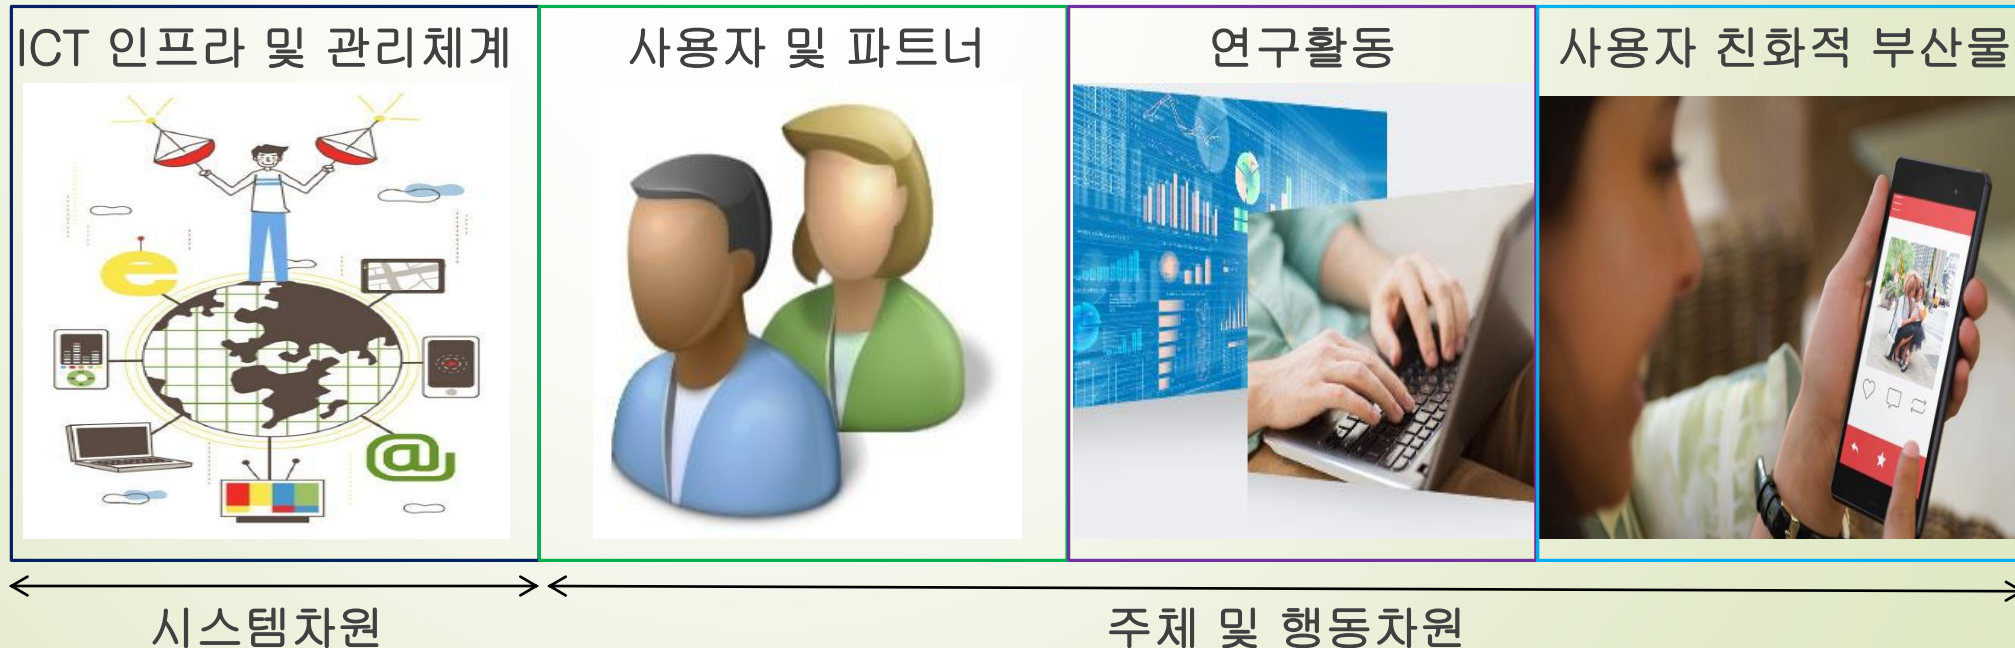 ICT 인프라 및 관리체계
사용자 및 파트너
연구활동
사용자 친화적 부산물
시스템차원
주체 및 행동차원